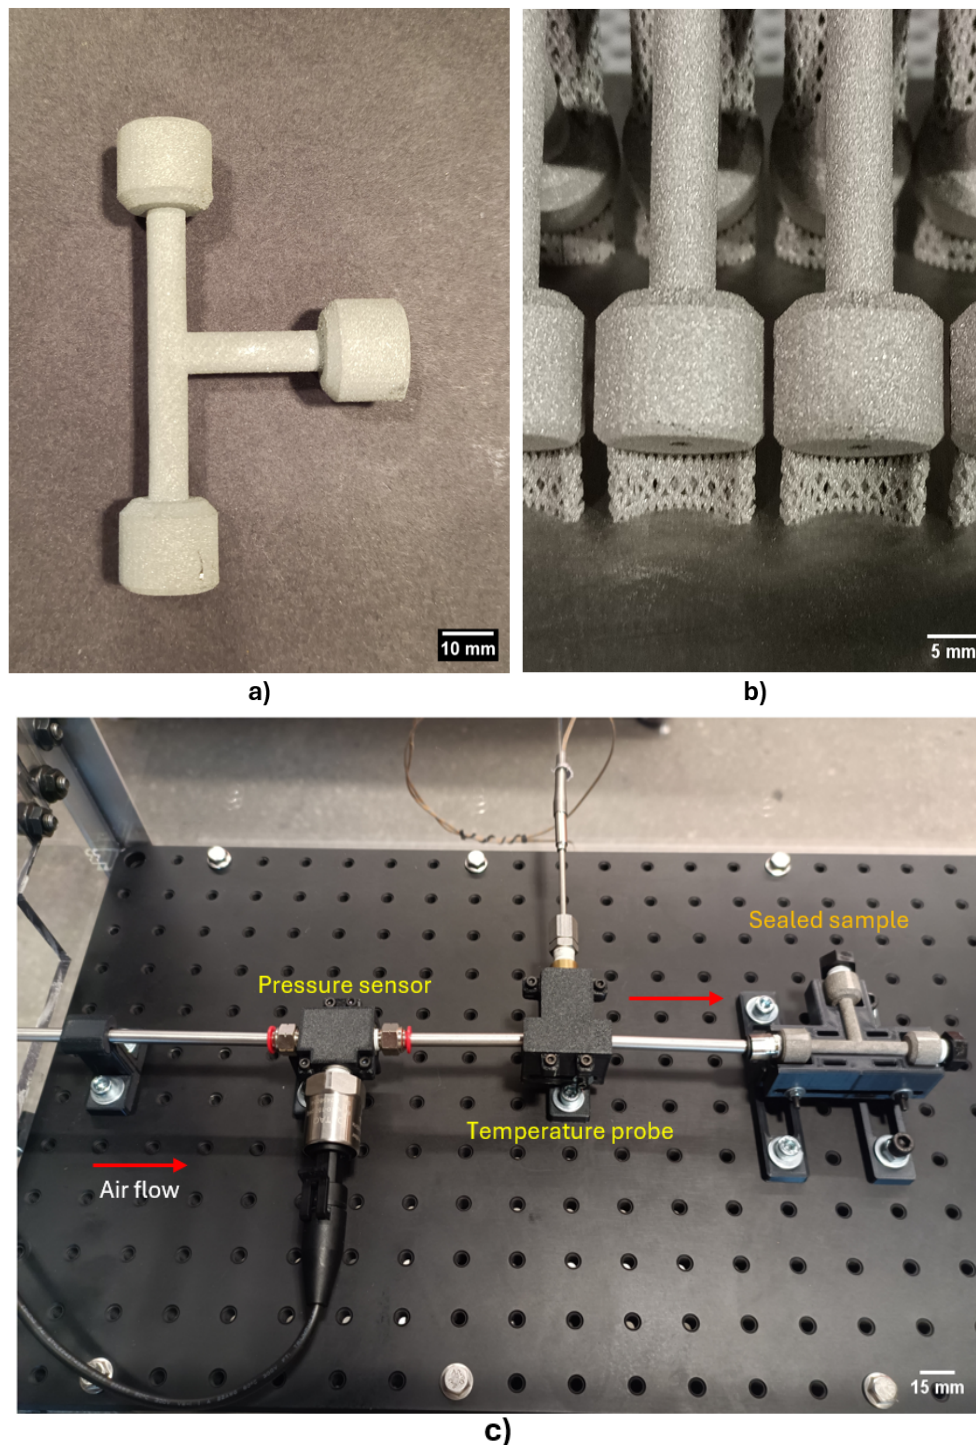 10 mm
5 mm
a)
b)
Sealed sample
Pressure sensor
Temperature probe
Air flow
15 mm
c)